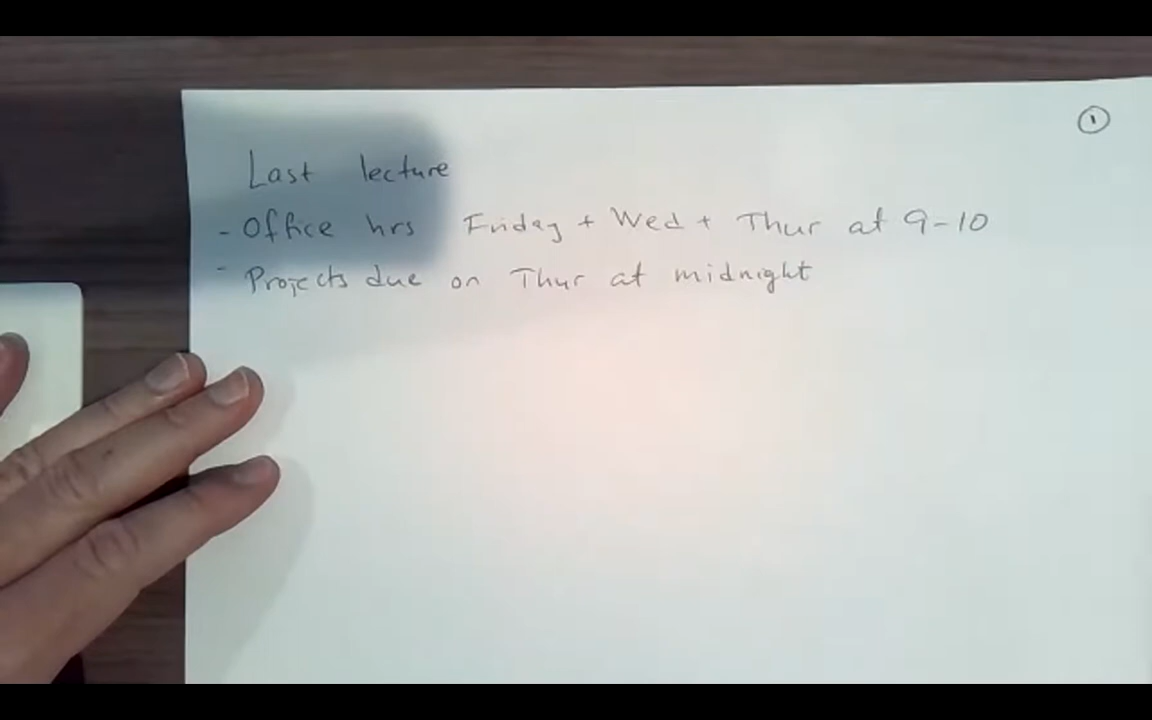 ①
Last lecture
- Office hrs Friday + Wed + Thur at 9-10
- Projects due on Thur at midnight